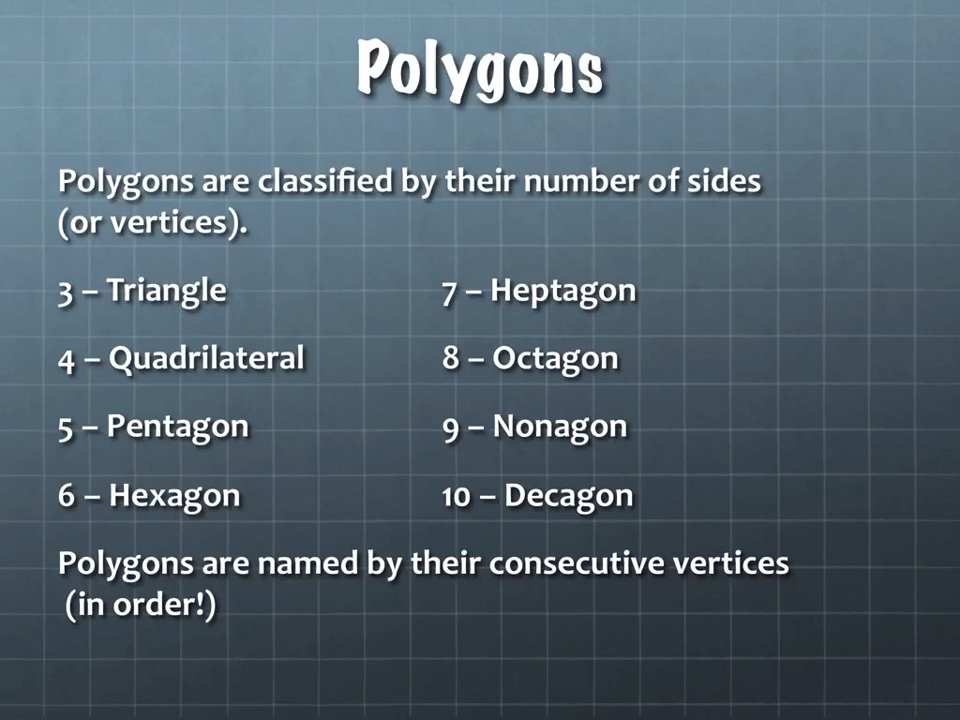 Polygons
Polygons are classified by their number of sides
(or vertices).
3 – Triangle
4 – Quadrilateral
5 – Pentagon
6 – Hexagon
7 – Heptagon
8 – Octagon
9 – Nonagon
10 – Decagon
Polygons are named by their consecutive vertices
(in order!)